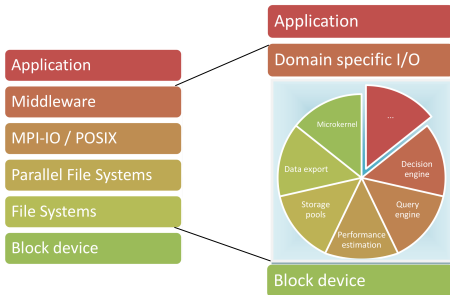 Application
Middleware
MPI-IO / POSIX
Parallel File Systems
File Systems
Block device
Application
Domain specific I/O
...
Microkernel
Decision
engine
Data export
Query
engine
Storage
pools
Performance
estimation
Block device